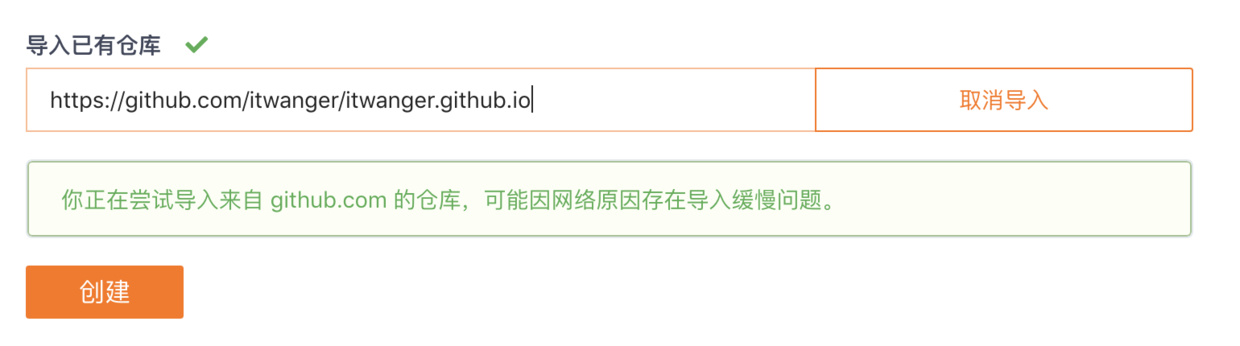 导入已有仓库
https://github.com/itwanger/itwanger.github.io
取消导入
你正在尝试导入来自 github.com 的仓库，可能因网络原因存在导入缓慢问题。
创建